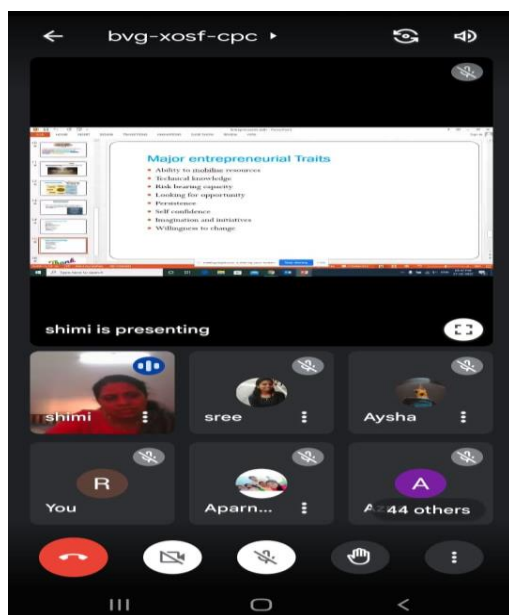 bvg-xosf-cpc
Major entrepreneurial Traits
Ability to mobilise resources
Technical knowledge
Risk bearing capacity
Looking for opportunity
Persistence
Self confidence
Imagination and initiatives
Willingness to change
shimi is presenting
shimi
sree
Aysha
R
You
Aparn...
A
44 others